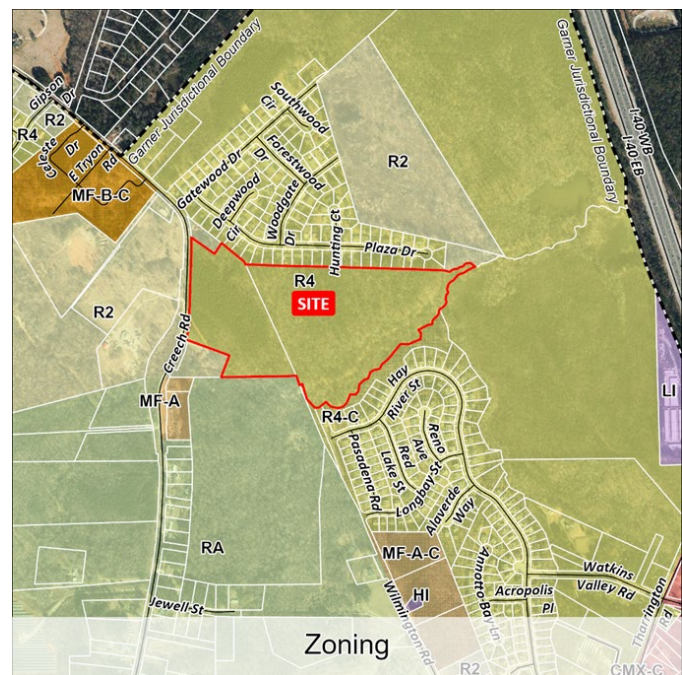 Garner Jurisdictional Boundary
Garner Jurisdictional Boundary
I-40 WB
I-40 EB
Gipson
Dr
R2
R4
Celeste
Dr
E Tryon
Rd
MF-B-C
Southwood
Cir
Forestwood
Dr
Gatewood Dr
Deepwood
Cir
Woodgate
Dr
Hunting Ct
Plaza Dr
R2
R4
SITE
R2
Creech Rd
LI
MF-A
Hay
River St
R4-C
Reno
Ave
Red
Lake St
Pasadena Rd
Longbay St
Alaverde
Way
RA
MF-A-C
HI
Wilmington Rd
Annotto Bay Ln
Acropolis
Pl
Watkins
Valley Rd
Tharrington
Rd
Jewell St
Zoning
R2
CMX-C